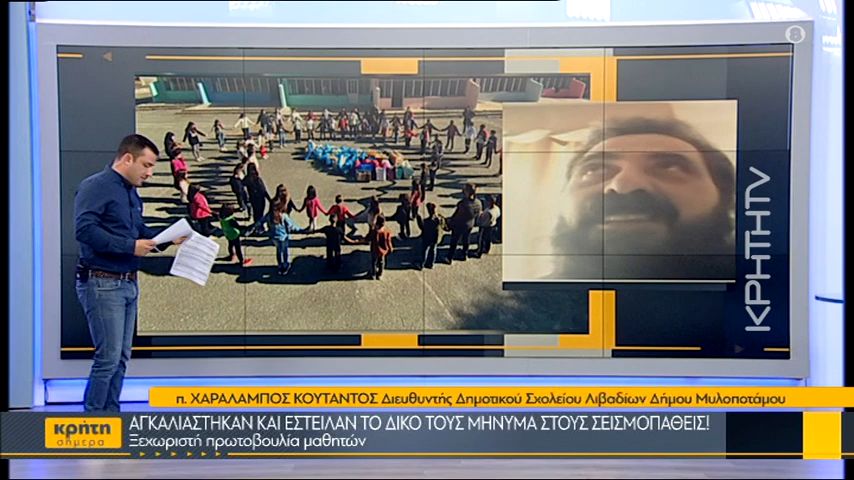 ΚΡΗΤΗTV
π. ΧΑΡΑΛΑΜΠΟΣ ΚΟΥΤΑΝΤΟΣ Διευθυντής Δημοτικού Σχολείου Λιβαδίων Δήμου Μυλοποτάμου
κρήτη
σήμερα
ΑΓΚΑΛΙΑΣΤΗΚΑΝ ΚΑΙ ΕΣΤΕΙΛΑΝ ΤΟ ΔΙΚΟ ΤΟΥΣ ΜΗΝΥΜΑ ΣΤΟΥΣ ΣΕΙΣΜΟΠΑΘΕΙΣ!
Ξεχωριστή πρωτοβουλία μαθητών